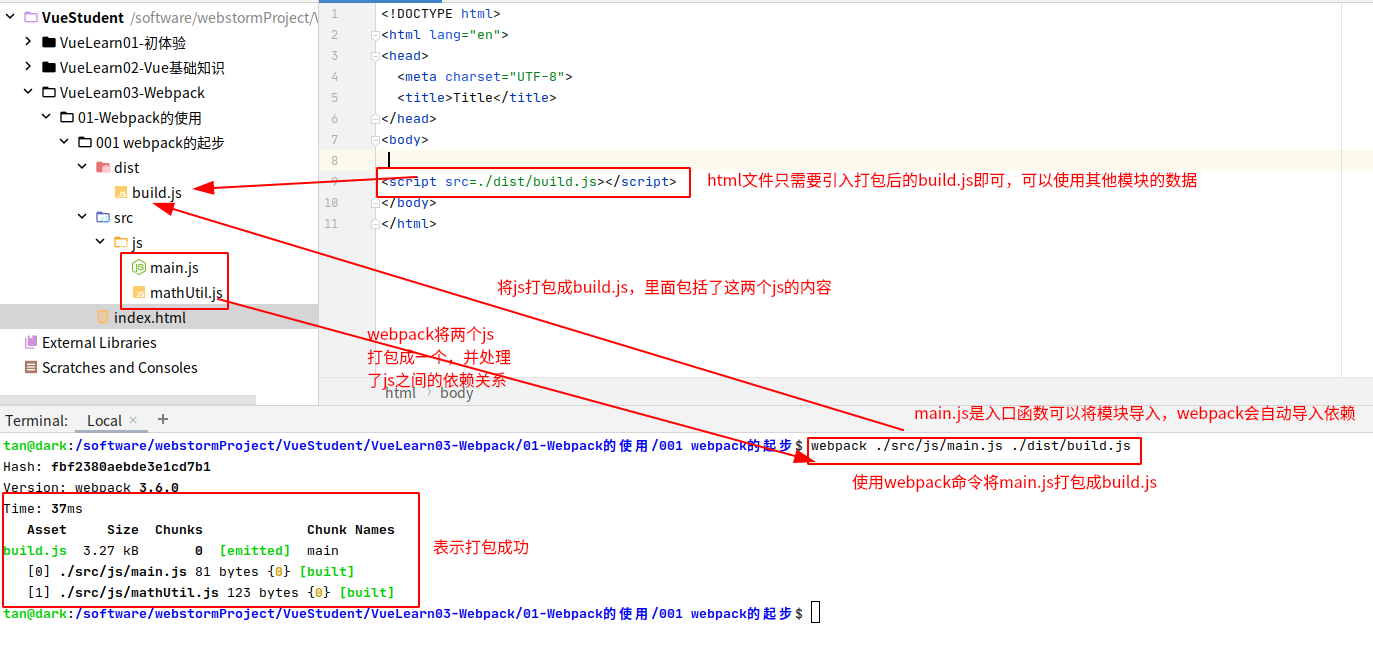 VueStudent /software/webstormProject/V
VueLearn01-初体验
VueLearn02-Vue基础知识
VueLearn03-Webpack
01-Webpack的使用
001 webpack的起步
dist
build.js
src
js
main.js
mathUtil.js
index.html
External Libraries
Scratches and Consoles
1 <!DOCTYPE html>
2 <html lang="en">
3 <head>
4 <meta charset="UTF-8">
5 <title>Title</title>
6 </head>
7 <body>
8
9 <script src=./dist/build.js></script>
10 </body>
11 </html>
html文件只需要引入打包后的build.js即可，可以使用其他模块的数据
将js打包成build.js，里面包括了这两个js的内容
webpack将两个js
打包成一个，并处理
了js之间的依赖关系
html › body
main.js是入口函数可以将模块导入，webpack会自动导入依赖
Terminal: Local × +
tan@dark:/software/webstormProject/VueStudent/VueLearn03-Webpack/01-Webpack的使用/001 webpack的起步$ webpack ./src/js/main.js ./dist/build.js
使用webpack命令将main.js打包成build.js
Hash: fbf2380aebde3e1cd7b1
Version: webpack 3.6.0
Time: 37ms
Asset Size Chunks Chunk Names
build.js 3.27 kB 0 [emitted] main
[0] ./src/js/main.js 81 bytes {0} [built]
[1] ./src/js/mathUtil.js 123 bytes {0} [built]
表示打包成功
tan@dark:/software/webstormProject/VueStudent/VueLearn03-Webpack/01-Webpack的使用/001 webpack的起步$